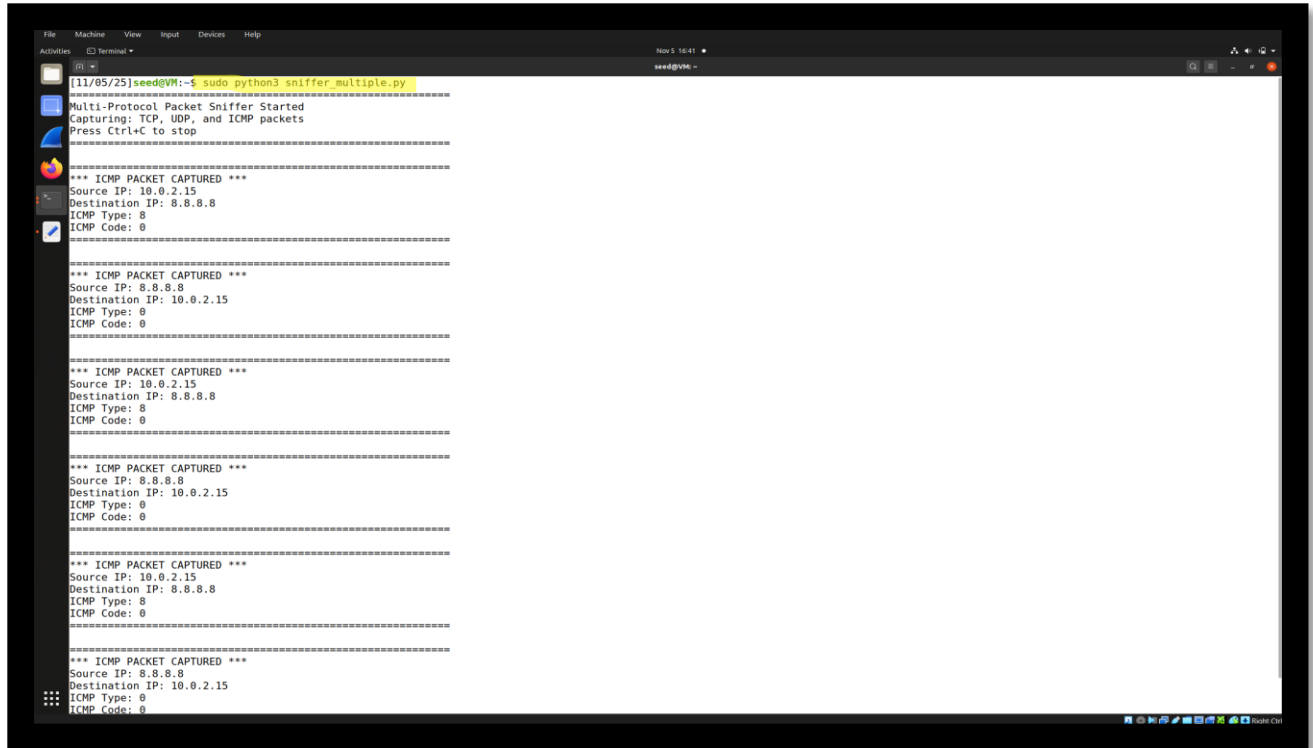 File Machine View Input Devices Help
Activities Terminal Nov 5 16:41
seed@VM: ~
[11/05/25]seed@VM:~$ sudo python3 sniffer_multiple.py
============================================================
Multi-Protocol Packet Sniffer Started
Capturing: TCP, UDP, and ICMP packets
Press Ctrl+C to stop
============================================================
============================================================
*** ICMP PACKET CAPTURED ***
Source IP: 10.0.2.15
Destination IP: 8.8.8.8
ICMP Type: 8
ICMP Code: 0
============================================================
============================================================
*** ICMP PACKET CAPTURED ***
Source IP: 8.8.8.8
Destination IP: 10.0.2.15
ICMP Type: 0
ICMP Code: 0
============================================================
============================================================
*** ICMP PACKET CAPTURED ***
Source IP: 10.0.2.15
Destination IP: 8.8.8.8
ICMP Type: 8
ICMP Code: 0
============================================================
============================================================
*** ICMP PACKET CAPTURED ***
Source IP: 8.8.8.8
Destination IP: 10.0.2.15
ICMP Type: 0
ICMP Code: 0
============================================================
============================================================
*** ICMP PACKET CAPTURED ***
Source IP: 10.0.2.15
Destination IP: 8.8.8.8
ICMP Type: 8
ICMP Code: 0
============================================================
============================================================
*** ICMP PACKET CAPTURED ***
Source IP: 8.8.8.8
Destination IP: 10.0.2.15
ICMP Type: 0
ICMP Code: 0
Right Ctrl